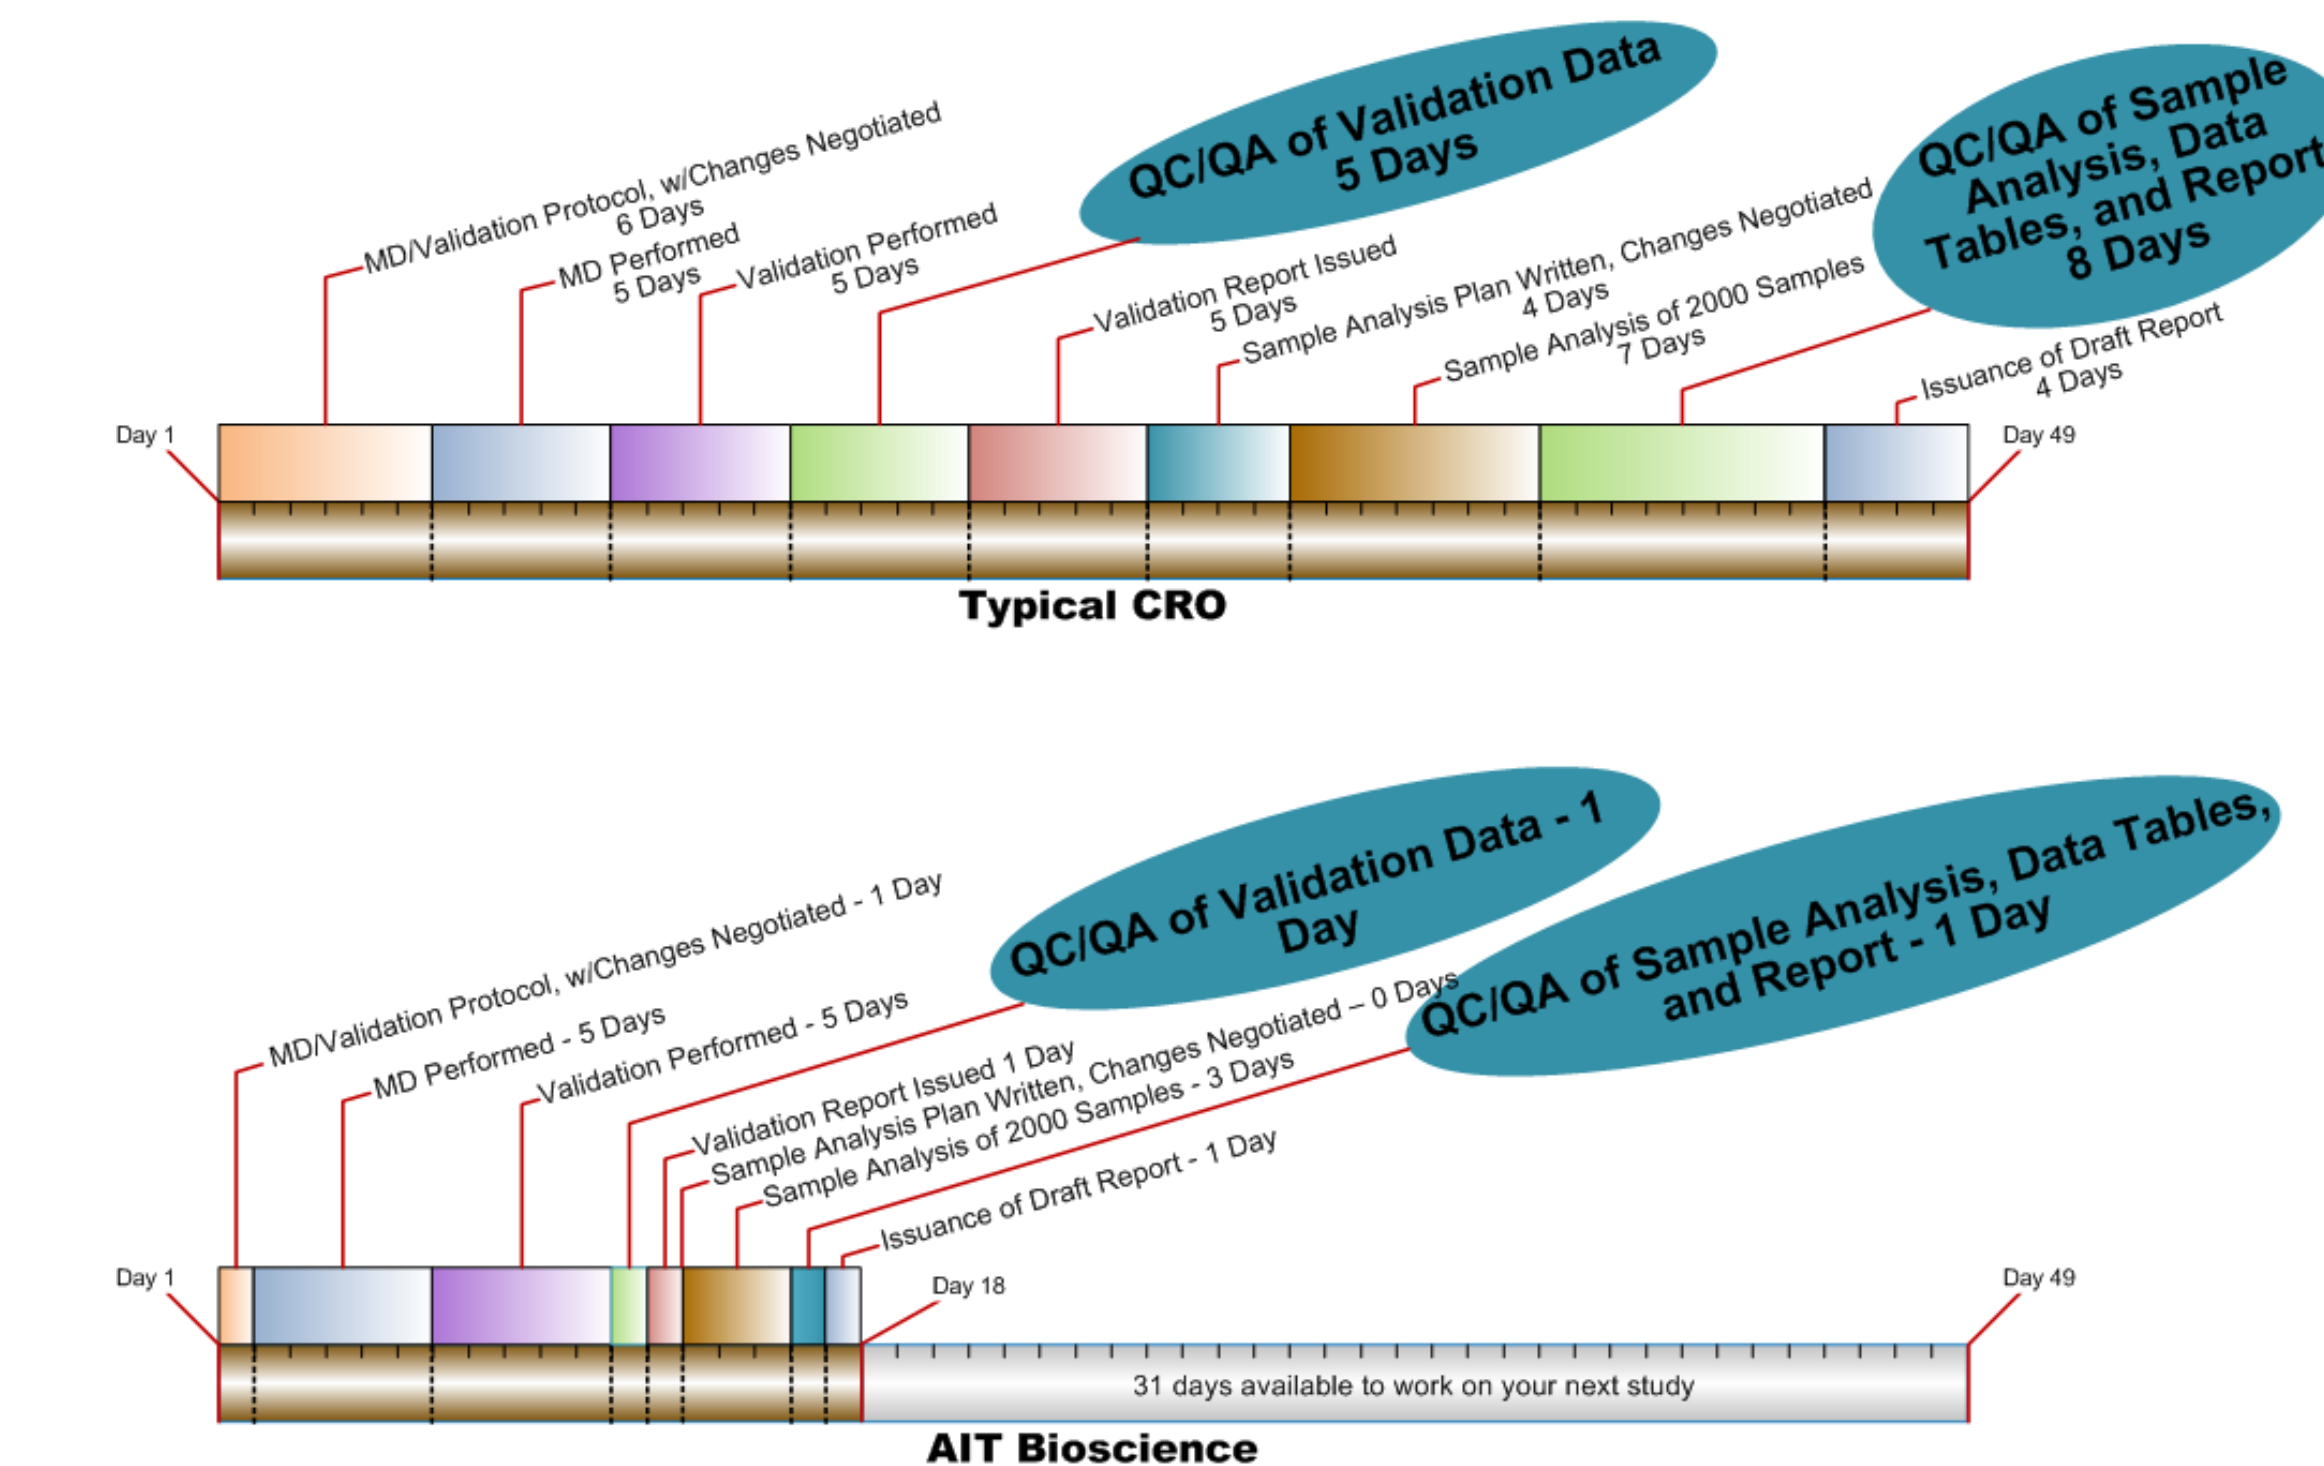 MD/Validation Protocol, w/Changes Negotiated
6 Days
MD Performed
5 Days
Validation Performed
5 Days
QC/QA of Validation Data
5 Days
Validation Report Issued
5 Days
Sample Analysis Plan Written, Changes Negotiated
4 Days
Sample Analysis of 2000 Samples
7 Days
QC/QA of Sample
Analysis, Data
Tables, and Report
8 Days
Issuance of Draft Report
4 Days
Day 1
Day 49
Typical CRO
MD/Validation Protocol, w/Changes Negotiated - 1 Day
MD Performed - 5 Days
Validation Performed - 5 Days
QC/QA of Validation Data - 1
Day
Validation Report Issued 1 Day
Sample Analysis Plan Written, Changes Negotiated – 0 Days
Sample Analysis of 2000 Samples - 3 Days
QC/QA of Sample Analysis, Data Tables,
and Report - 1 Day
Issuance of Draft Report - 1 Day
Day 1
Day 18
Day 49
31 days available to work on your next study
AIT Bioscience